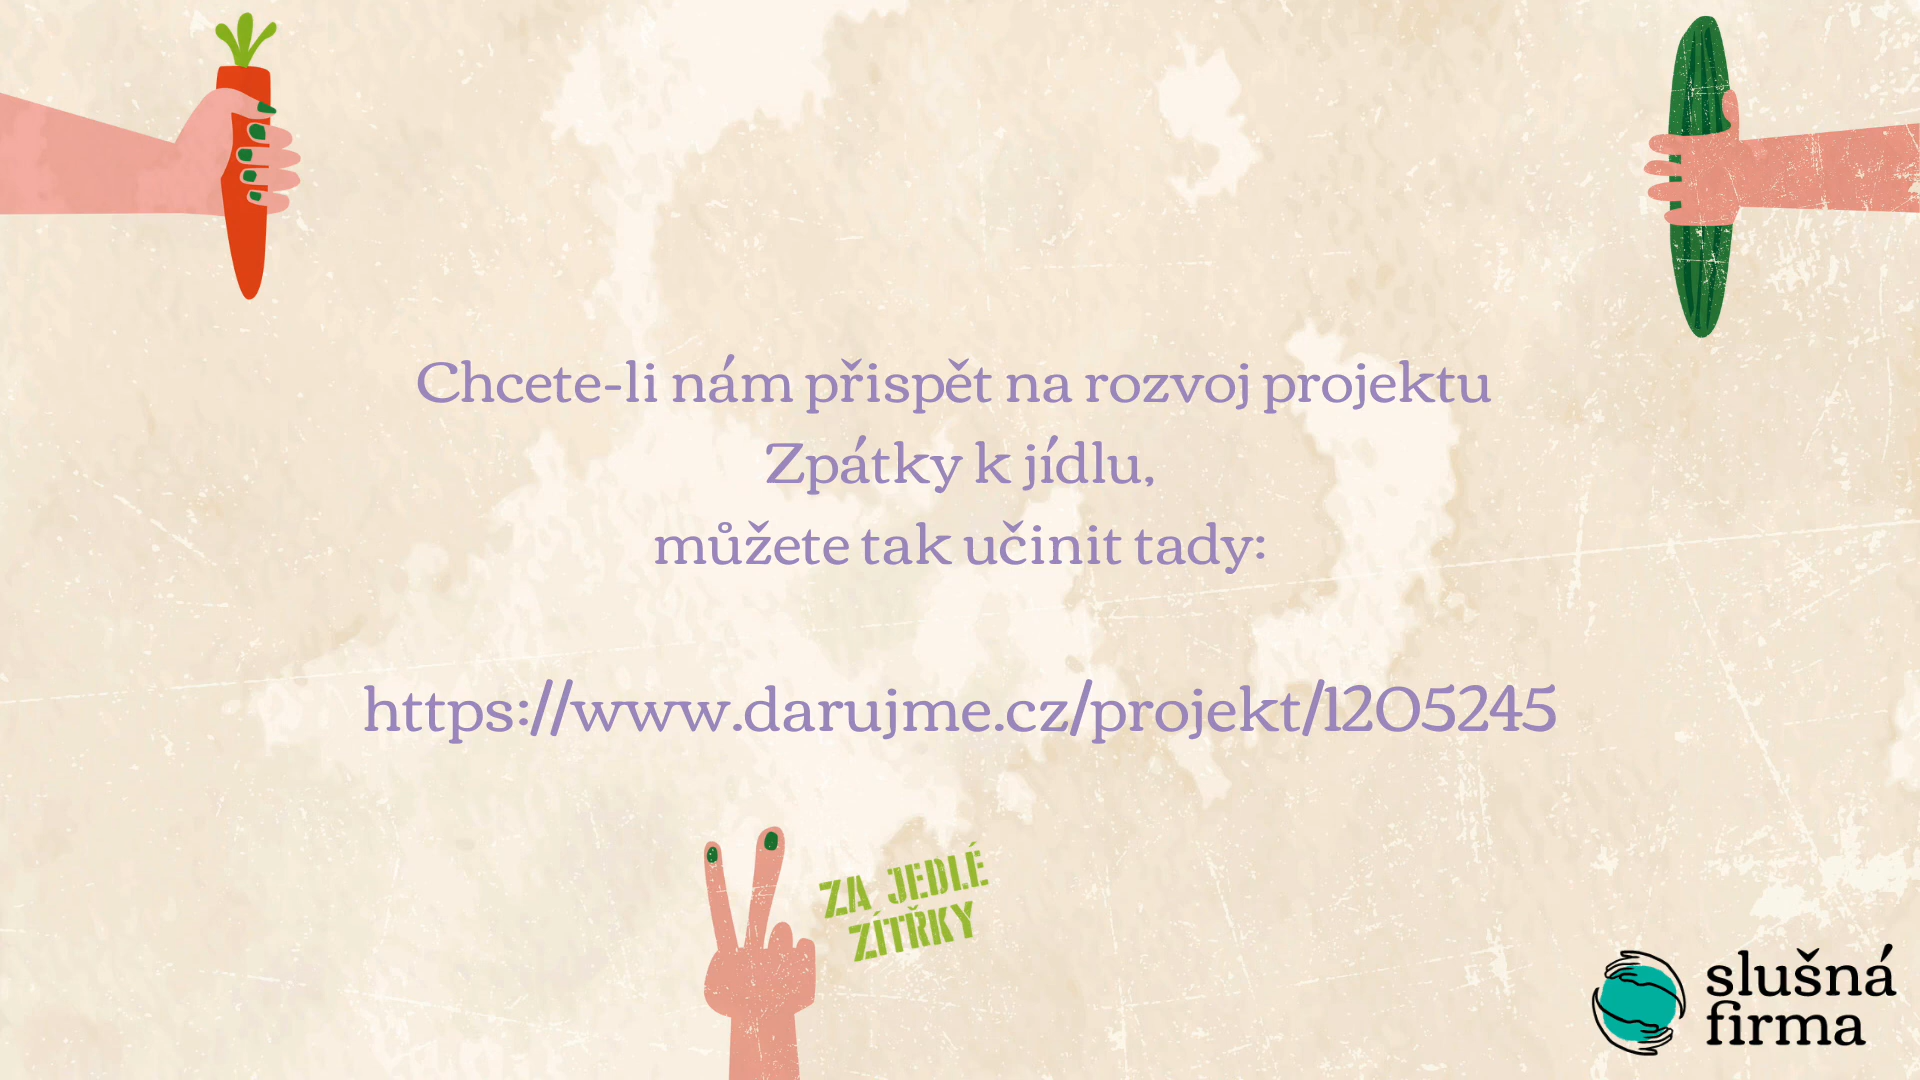 Chcete-li nám přispět na rozvoj projektu
Zpátky k jídlu,
můžete tak učinit tady:
https://www.darujme.cz/projekt/1205245
ZA JEDLÉ
ZÍTŘKY
slušná
firma